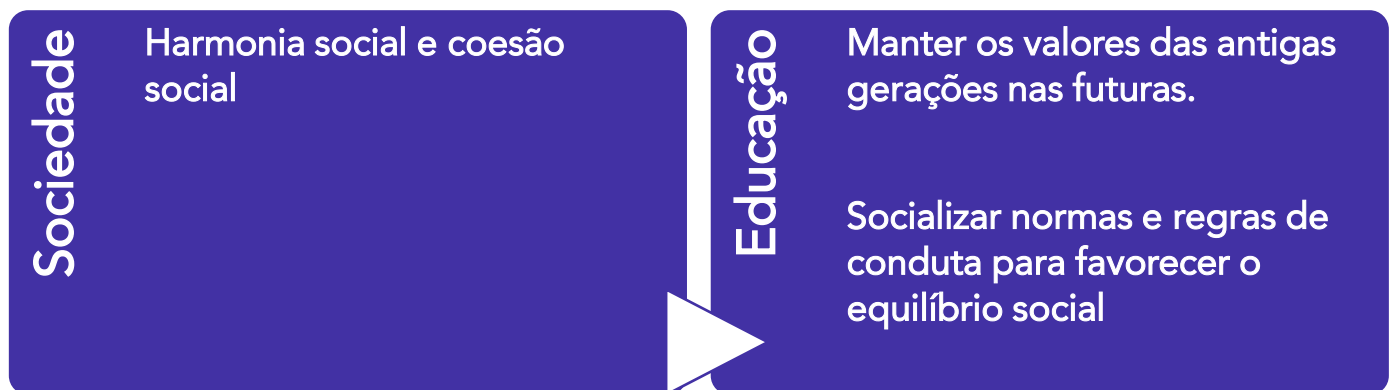 Sociedade
Harmonia social e coesão
social
Educação
Manter os valores das antigas
gerações nas futuras.
Socializar normas e regras de
conduta para favorecer o
equilíbrio social